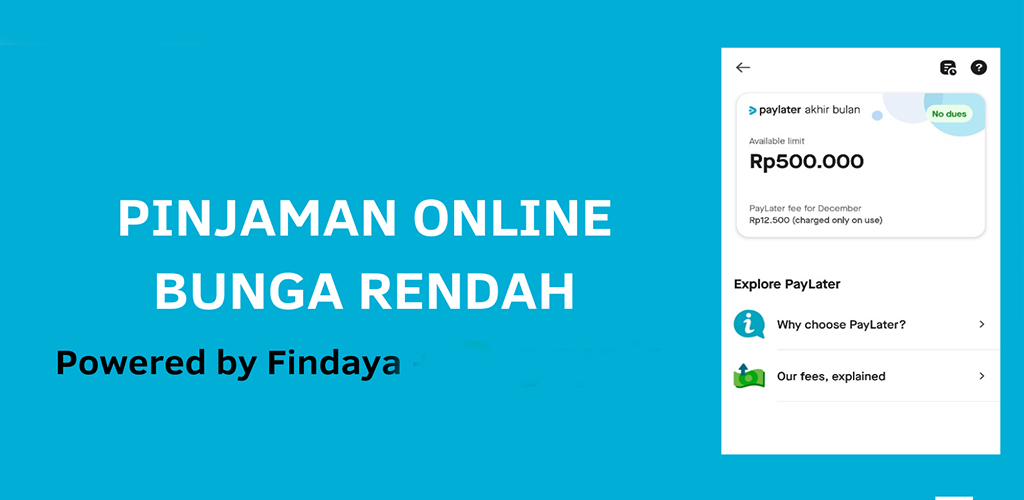 PINJAMAN ONLINE
BUNGA RENDAH
Powered by Findaya
paylater akhir bulan
No dues
Available limit
Rp500.000
PayLater fee for December
Rp12.500 (charged only on use)
Explore PayLater
Why choose PayLater?
Our fees, explained